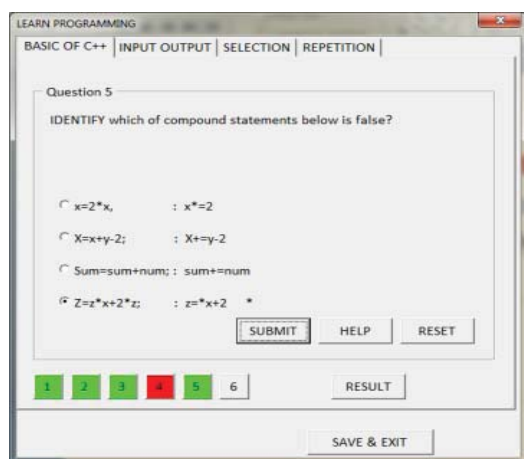 LEARN PROGRAMMING
BASIC OF C++ INPUT OUTPUT SELECTION REPETITION
Question 5
IDENTIFY which of compound statements below is false?
x=2*x, : x*=2
X=x+y-2; : X+=y-2
Sum=sum+num; : sum+=num
Z=z*x+2*z; : z=*x+2 *
SUBMIT HELP RESET
1 2 3 4 5 6 RESULT
SAVE & EXIT